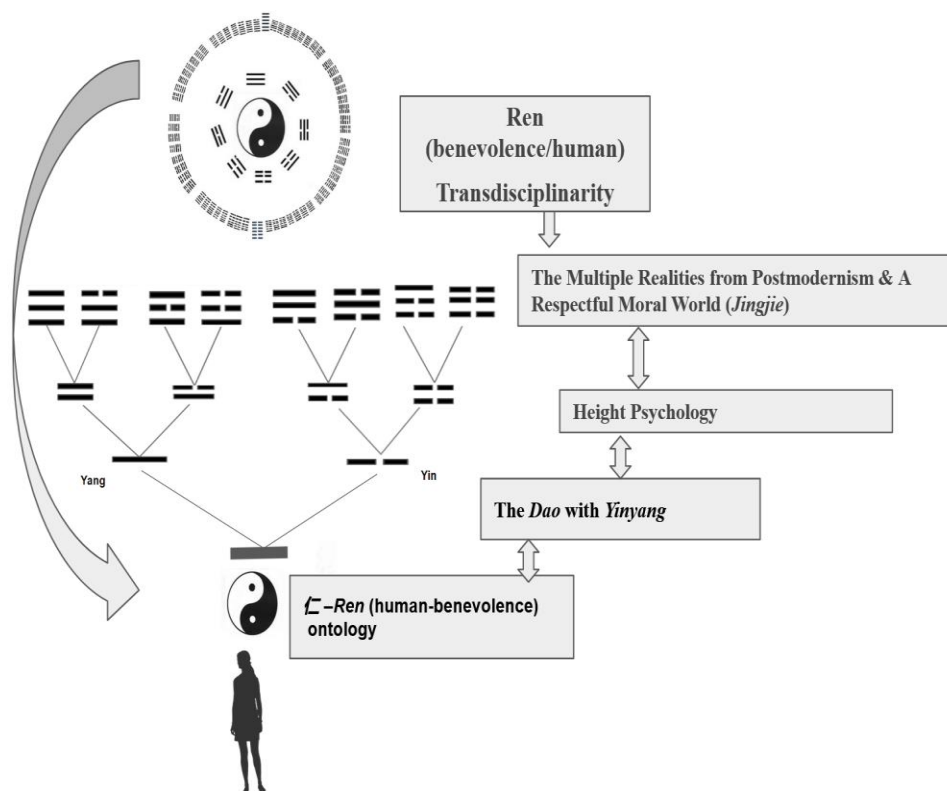 Ren
(benevolence/human)
Transdisciplinarity
The Multiple Realities from Postmodernism & A
Respectful Moral World (Jingjie)
Height Psychology
Yang
Yin
The Dao with Yinyang
仁 –Ren (human-benevolence)
ontology